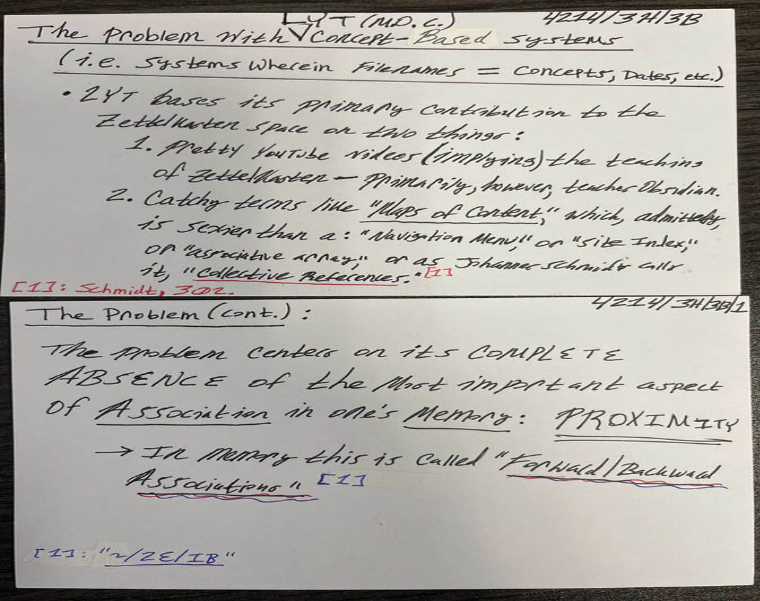 LYT (M.O.C.) 4214/3H/3B
The Problem with Concept-Based systems
(i.e. Systems wherein Filenames = Concepts, Dates, etc.)
• LYT bases its primary contribution to the
Zettelkasten space on two things:
1. Pretty YouTube videos (implying) the teaching
of Zettelkasten — primarily, however, teacher Obsidian.
2. Catchy terms like "Maps of Content," which, admittedly,
is sexier than a: "Navigation Menu," or "Site Index,"
or "associative array," or as Johannes Schmidt calls
it, "Collective References." [1]
[1]: Schmidt, 302.
4214/3H/3B/1
The Problem (cont.):
The problem centers on its COMPLETE
ABSENCE of the most important aspect
of Association in one's Memory: PROXIMITY
→ In memory this is called "Forward/Backward
Associations" [1]
[1]: "2/2E/1B"